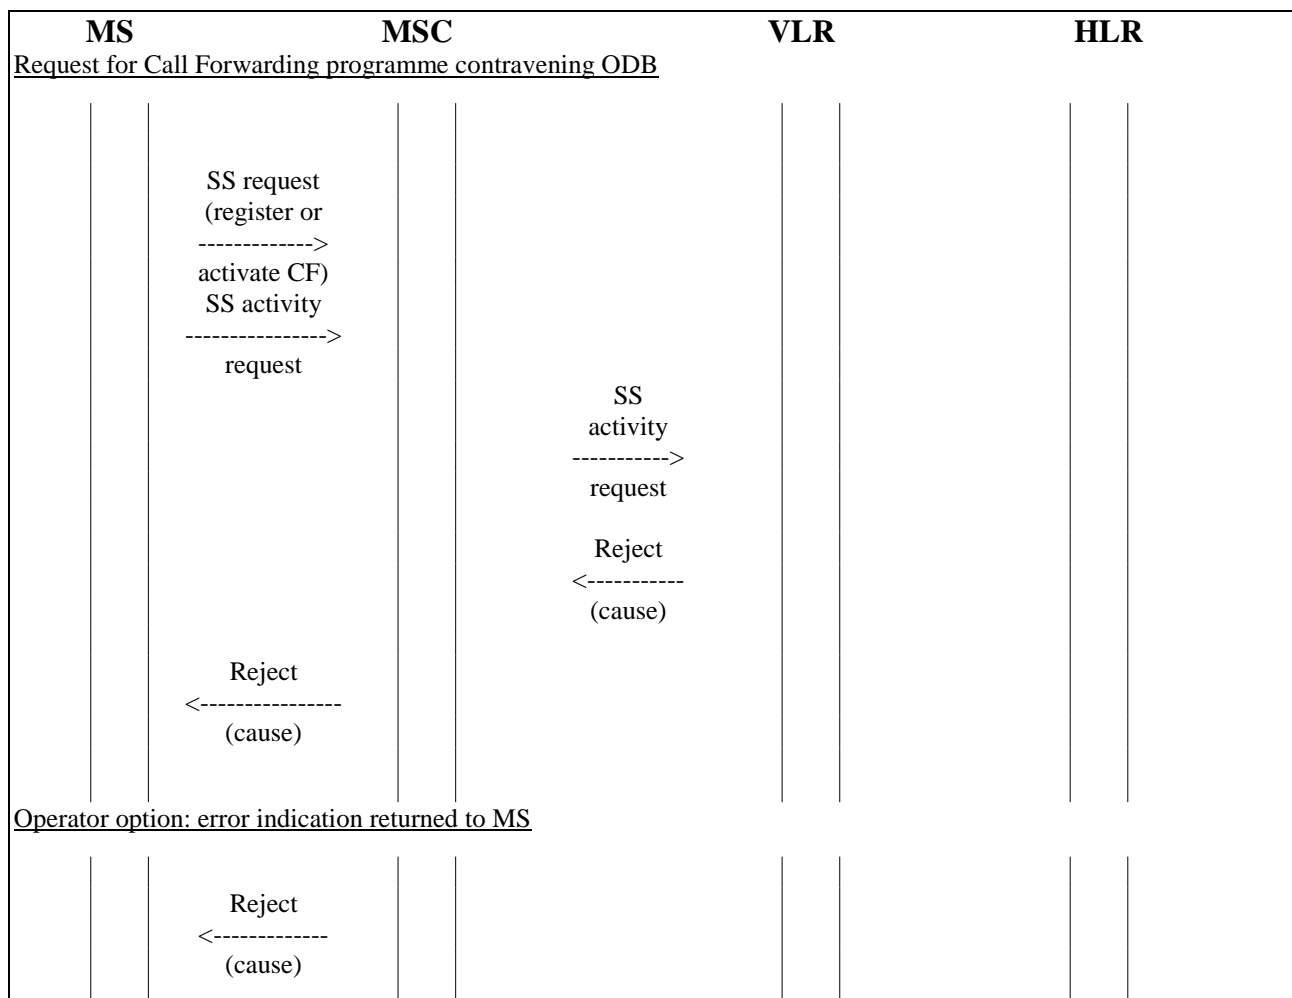 MS MSC VLR HLR
Request for Call Forwarding programme contravening ODB
SS request
(register or
------------->
activate CF)
SS activity
---------------->
request
SS
activity
----------->
request
Reject
<-----------
(cause)
Reject
<----------------
(cause)
Operator option: error indication returned to MS
Reject
<-------------
(cause)